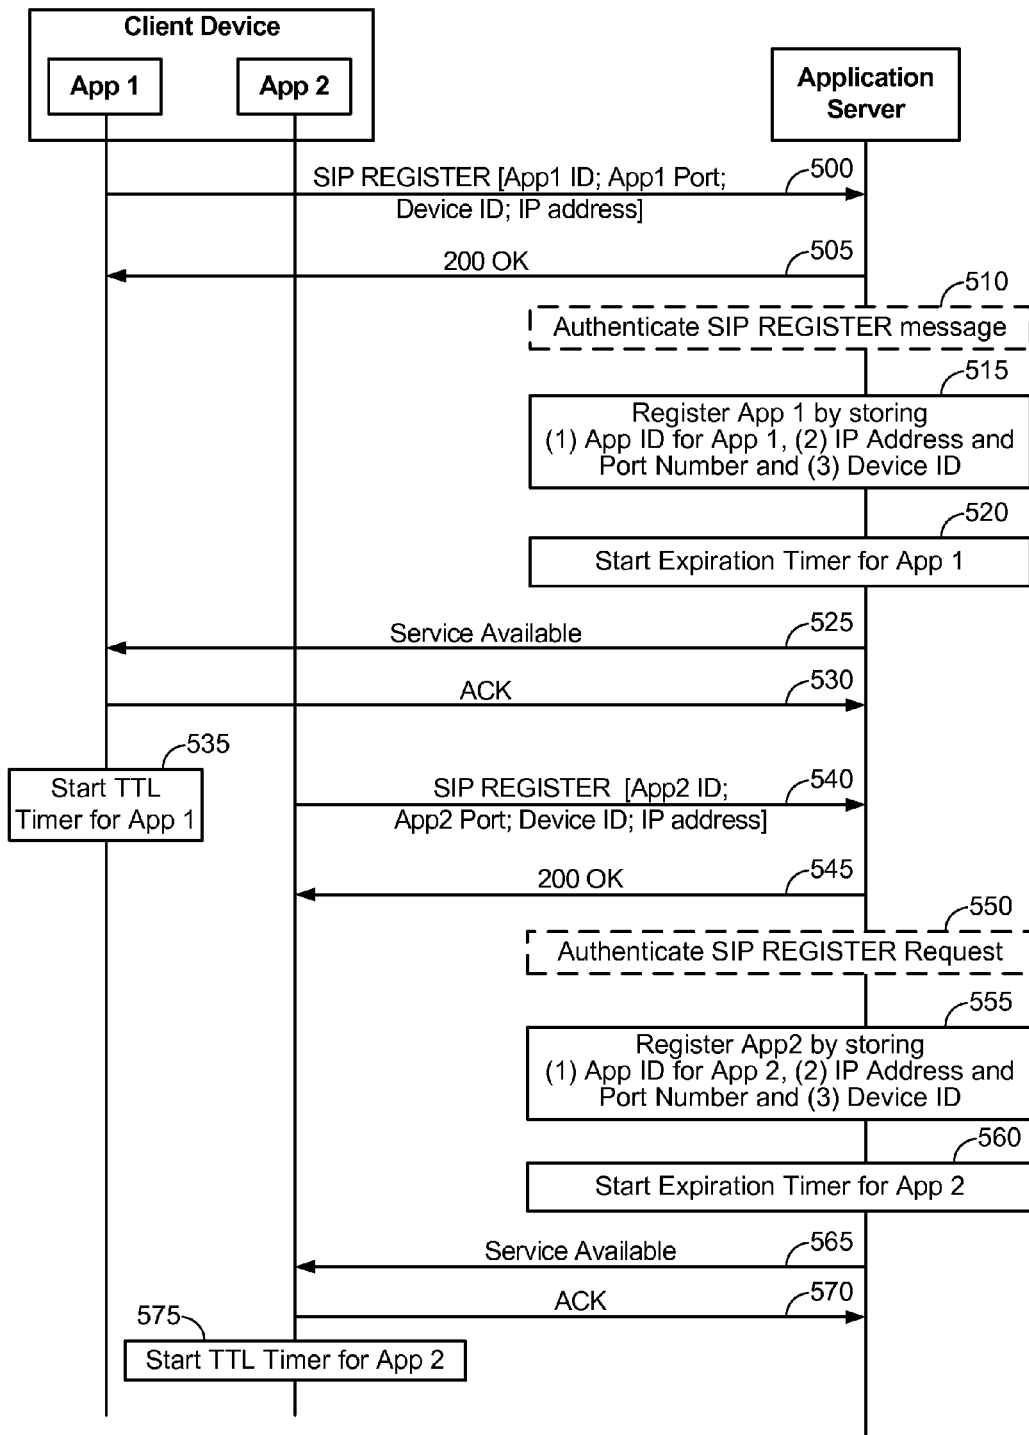 Client Device
App 1
App 2
Application
Server
SIP REGISTER [App1 ID; App1 Port;
Device ID; IP address]
500
200 OK
505
510
Authenticate SIP REGISTER message
515
Register App 1 by storing
(1) App ID for App 1, (2) IP Address and
Port Number and (3) Device ID
520
Start Expiration Timer for App 1
Service Available
525
ACK
530
535
Start TTL
Timer for App 1
SIP REGISTER [App2 ID;
App2 Port; Device ID; IP address]
540
200 OK
545
550
Authenticate SIP REGISTER Request
555
Register App2 by storing
(1) App ID for App 2, (2) IP Address and
Port Number and (3) Device ID
560
Start Expiration Timer for App 2
Service Available
565
ACK
570
575
Start TTL Timer for App 2